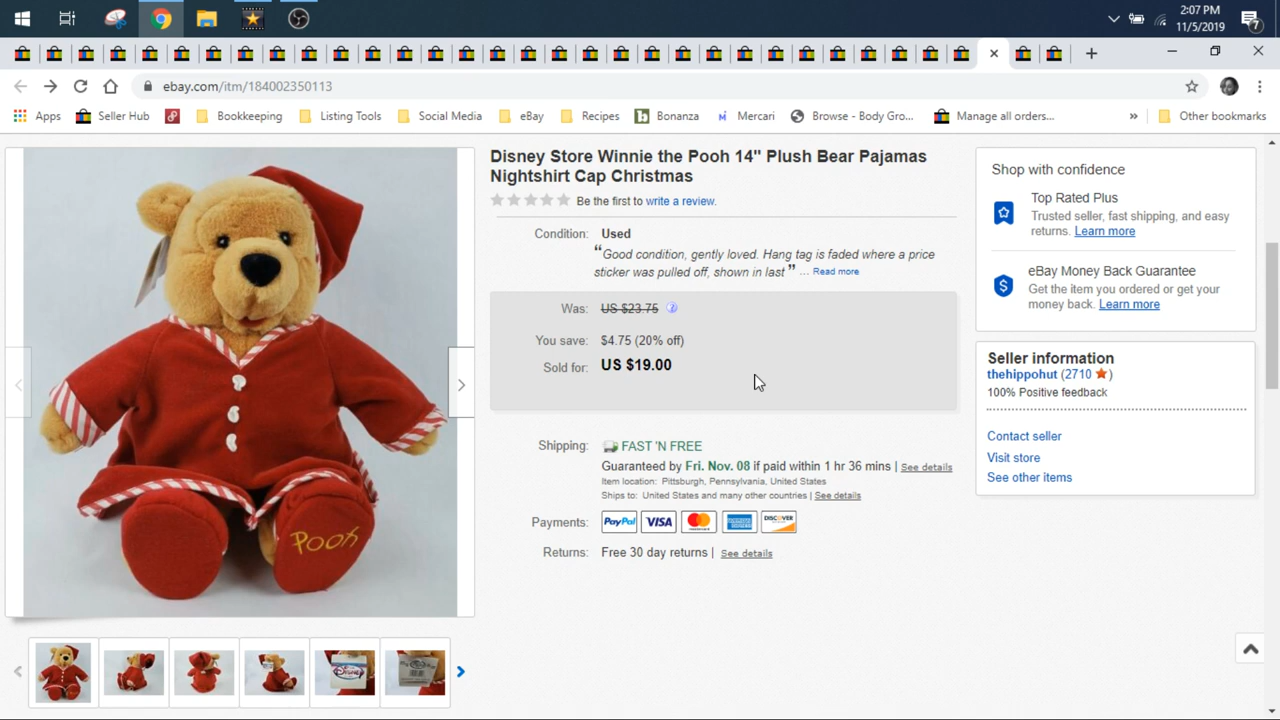 2:07 PM
11/5/2019
7
ebay.com/itm/184002350113
Apps Seller Hub Bookkeeping Listing Tools Social Media eBay Recipes Bonanza Mercari Browse - Body Gro... Manage all orders... » Other bookmarks
Disney Store Winnie the Pooh 14" Plush Bear Pajamas
Nightshirt Cap Christmas
Be the first to write a review.
Condition: Used
“Good condition, gently loved. Hang tag is faded where a price
sticker was pulled off, shown in last ” ... Read more
Was: US $23.75
You save: $4.75 (20% off)
Sold for: US $19.00
Shipping: FAST 'N FREE
Guaranteed by Fri. Nov. 08 if paid within 1 hr 36 mins | See details
Item location: Pittsburgh, Pennsylvania, United States
Ships to: United States and many other countries | See details
Payments: PayPal VISA MasterCard AMERICAN EXPRESS DISCOVER
Returns: Free 30 day returns | See details
Shop with confidence
Top Rated Plus
Trusted seller, fast shipping, and easy
returns. Learn more
eBay Money Back Guarantee
Get the item you ordered or get your
money back. Learn more
Seller information
thehippohut (2710 )
100% Positive feedback
Contact seller
Visit store
See other items
Pooh
Disney